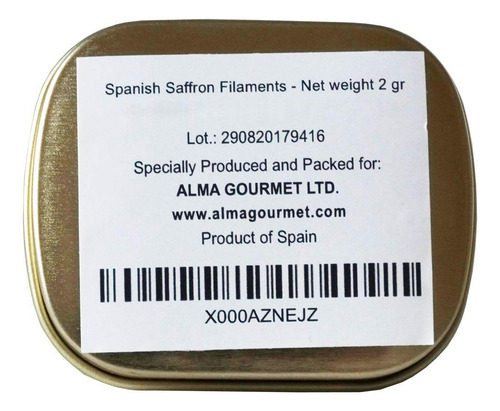 Spanish Saffron Filaments - Net weight 2 gr
Lot.: 290820179416
Specially Produced and Packed for:
ALMA GOURMET LTD.
www.almagourmet.com
Product of Spain
X000AZNEJZ